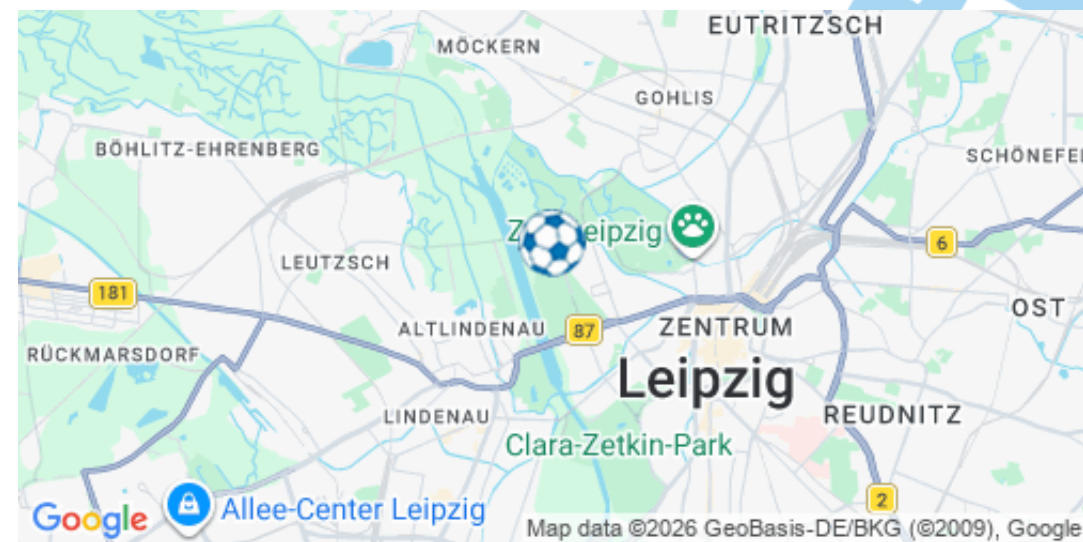 EUTRITZSCH
MÖCKERN
GOHLIS
BÖHLITZ-EHRENBERG
Leipzig
6
LEUTZSCH
181
OST
ALTLINDENAU
87
ZENTRUM
RÜCKMARSDORF
Leipzig
LINDENAU
REUDNITZ
Clara-Zetkin-Park
2
Allee-Center Leipzig
Google
Map data ©2026 GeoBasis-DE/BKG (©2009), Google